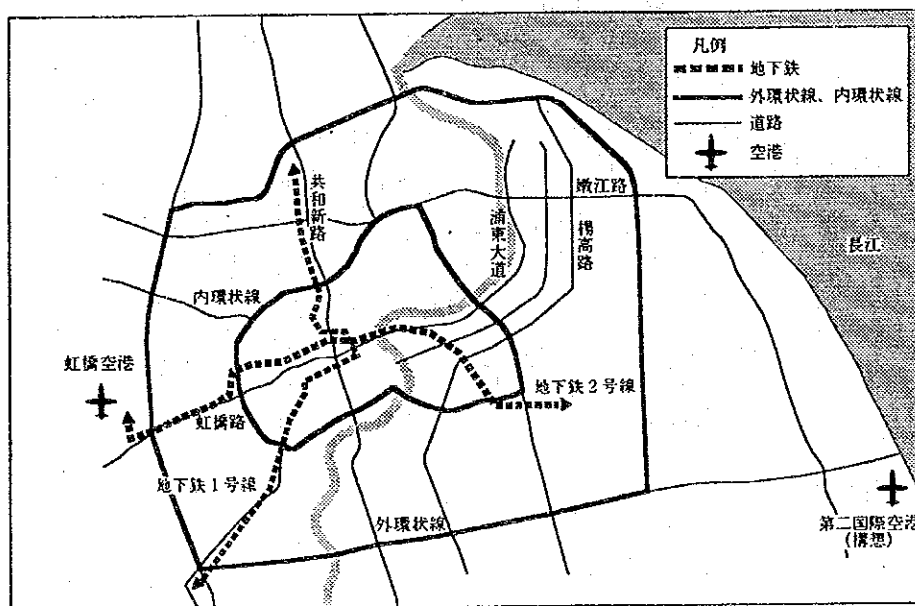 凡例
地下鉄
外環状線、内環状線
道路
空港
嫩江路
共和新路
浦東大道
楊高路
長江
内環状線
虹橋空港
地下鉄2号線
虹橋路
地下鉄1号線
外環状線
第二国際空港
(構想)